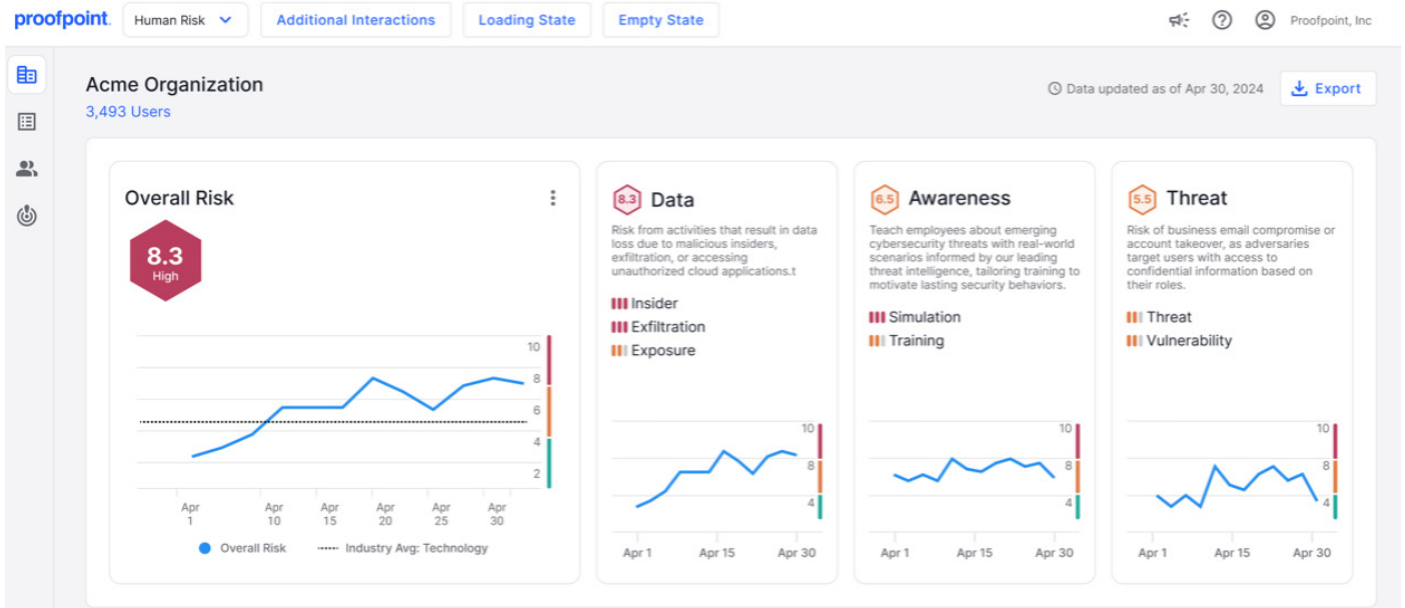 proofpoint.
Human Risk
Additional Interactions
Loading State
Empty State
Proofpoint, Inc
Acme Organization
3,493 Users
Data updated as of Apr 30, 2024
Export
Overall Risk
8.3
High
10
8
6
4
2
Apr 1
Apr 10
Apr 15
Apr 20
Apr 25
Apr 30
Overall Risk
Industry Avg: Technology
8.3 Data
Risk from activities that result in data
loss due to malicious insiders,
exfiltration, or accessing
unauthorized cloud applications.t
Insider
Exfiltration
Exposure
10
8
4
Apr 1
Apr 15
Apr 30
6.5 Awareness
Teach employees about emerging
cybersecurity threats with real-world
scenarios informed by our leading
threat intelligence, tailoring training to
motivate lasting security behaviors.
Simulation
Training
10
8
4
Apr 1
Apr 15
Apr 30
5.5 Threat
Risk of business email compromise or
account takeover, as adversaries
target users with access to
confidential information based on
their roles.
Threat
Vulnerability
10
8
4
Apr 1
Apr 15
Apr 30